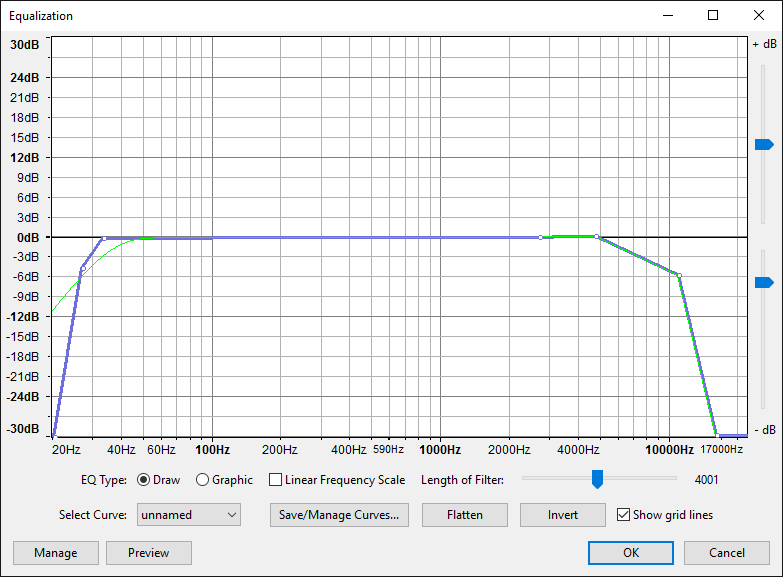 Equalization
+ dB
30dB
24dB
21dB
18dB
15dB
12dB
9dB
6dB
3dB
0dB
-3dB
-6dB
-9dB
-12dB
-15dB
-18dB
-21dB
-24dB
-30dB
- dB
20Hz 40Hz 60Hz 100Hz 200Hz 400Hz 590Hz 1000Hz 2000Hz 4000Hz 10000Hz 17000Hz
EQ Type: Draw Graphic Linear Frequency Scale Length of Filter: 4001
Select Curve: unnamed Save/Manage Curves... Flatten Invert Show grid lines
Manage Preview OK Cancel